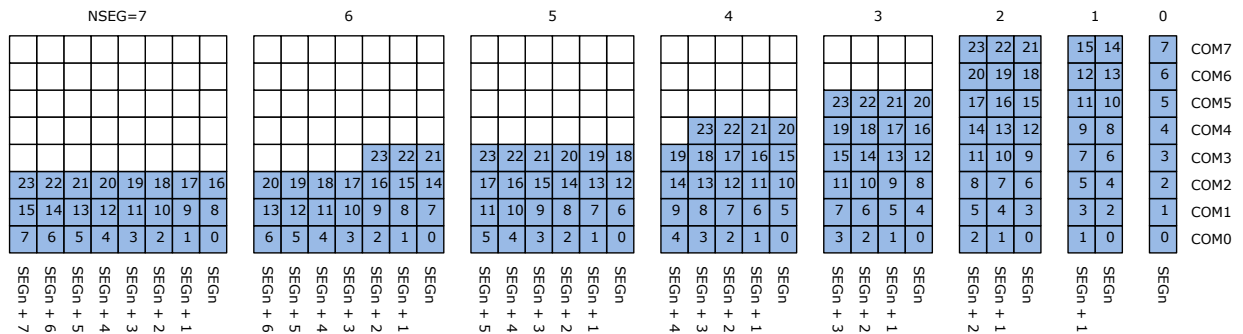 NSEG=7 6 5 4 3 2 1 0
23 22 21 15 14 7 COM7
20 19 18 12 13 6 COM6
23 22 21 20 17 16 15 11 10 5 COM5
23 22 21 20 19 18 17 16 14 13 12 9 8 4 COM4
23 22 21 23 22 21 20 19 18 19 18 17 16 15 15 14 13 12 11 10 9 7 6 3 COM3
23 22 21 20 19 18 17 16 20 19 18 17 16 15 14 17 16 15 14 13 12 14 13 12 11 10 11 10 9 8 8 7 6 5 4 2 COM2
15 14 13 12 11 10 9 8 13 12 11 10 9 8 7 11 10 9 8 7 6 9 8 7 6 5 7 6 5 4 5 4 3 3 2 1 COM1
7 6 5 4 3 2 1 0 6 5 4 3 2 1 0 5 4 3 2 1 0 4 3 2 1 0 3 2 1 0 2 1 0 1 0 0 COM0
SEGn + 7
SEGn + 6
SEGn + 5
SEGn + 4
SEGn + 3
SEGn + 2
SEGn + 1
SEGn
SEGn + 6
SEGn + 5
SEGn + 4
SEGn + 3
SEGn + 2
SEGn + 1
SEGn
SEGn + 5
SEGn + 4
SEGn + 3
SEGn + 2
SEGn + 1
SEGn
SEGn + 4
SEGn + 3
SEGn + 2
SEGn + 1
SEGn
SEGn + 3
SEGn + 2
SEGn + 1
SEGn
SEGn + 2
SEGn + 1
SEGn
SEGn + 1
SEGn
SEGn